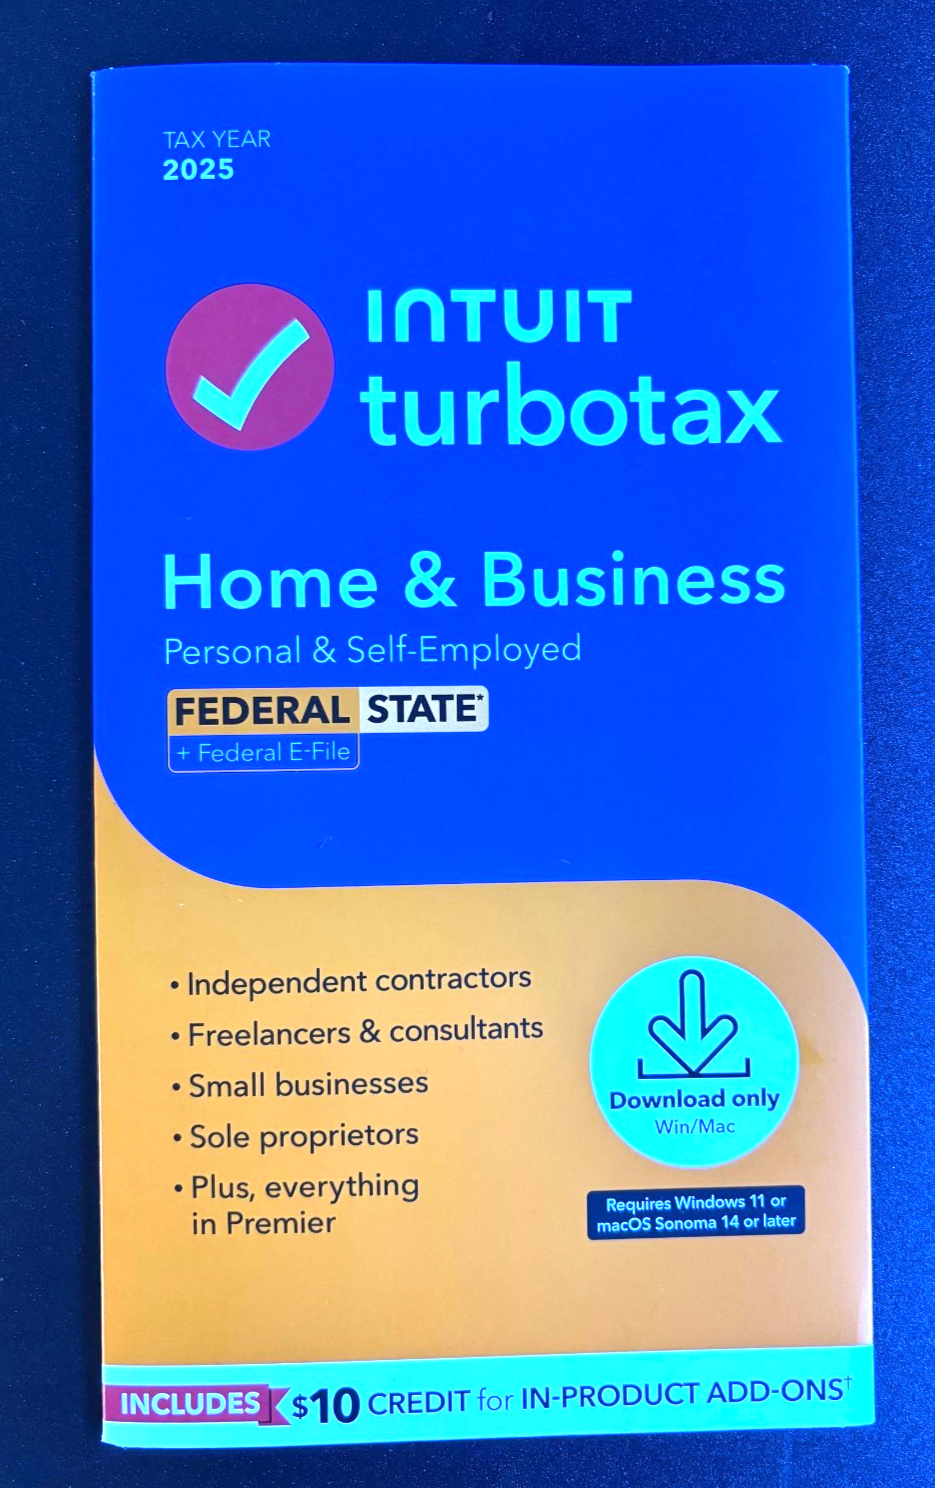 TAX YEAR
2025
INTUIT
turbotax
Home & Business
Personal & Self-Employed
FEDERAL STATE*
+ Federal E-File
• Independent contractors
• Freelancers & consultants
• Small businesses
• Sole proprietors
• Plus, everything
in Premier
Download only
Win/Mac
Requires Windows 11 or
macOS Sonoma 14 or later
INCLUDES $10 CREDIT for IN-PRODUCT ADD-ONS†